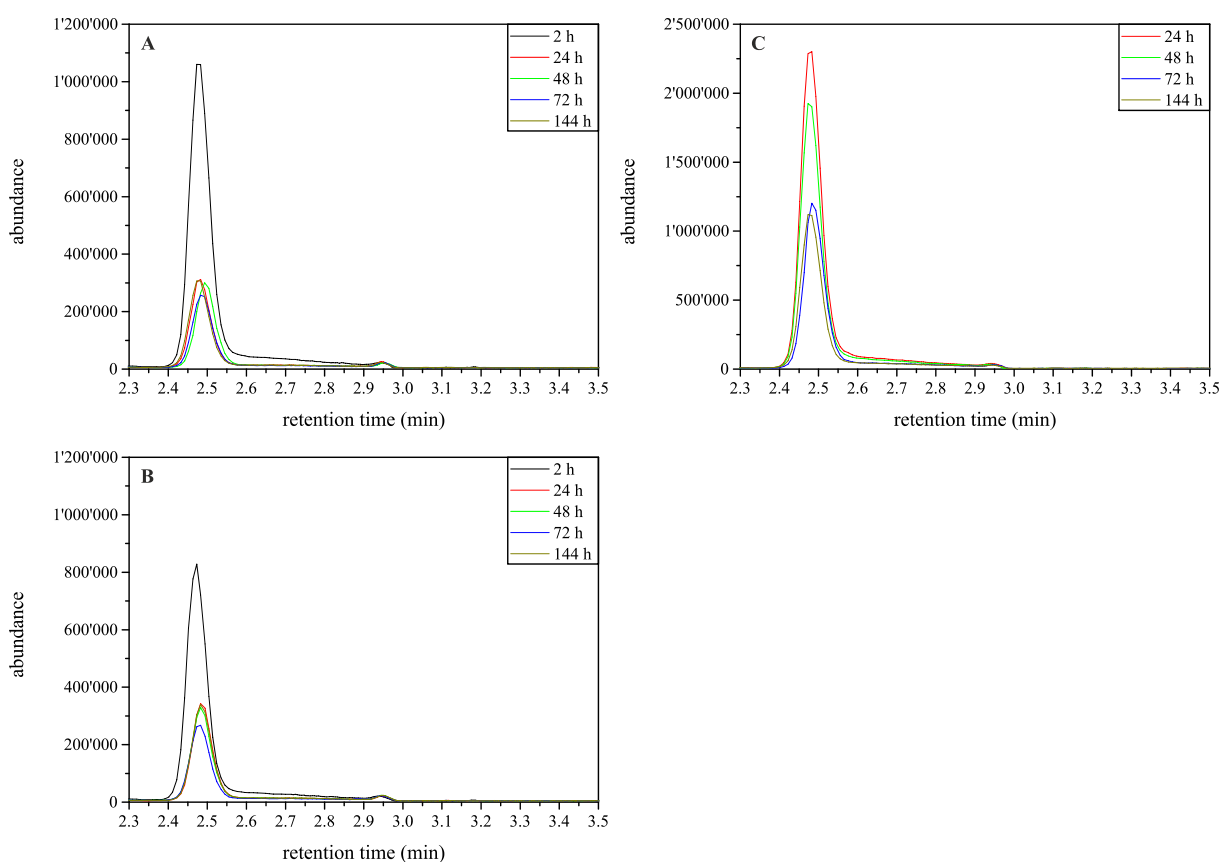 A
1'200'000
1'000'000
800'000
600'000
400'000
200'000
0
abundance
2.3 2.4 2.5 2.6 2.7 2.8 2.9 3.0 3.1 3.2 3.3 3.4 3.5
retention time (min)
2 h
24 h
48 h
72 h
144 h
C
2'500'000
2'000'000
1'500'000
1'000'000
500'000
0
abundance
2.3 2.4 2.5 2.6 2.7 2.8 2.9 3.0 3.1 3.2 3.3 3.4 3.5
retention time (min)
24 h
48 h
72 h
144 h
B
1'200'000
1'000'000
800'000
600'000
400'000
200'000
0
abundance
2.3 2.4 2.5 2.6 2.7 2.8 2.9 3.0 3.1 3.2 3.3 3.4 3.5
retention time (min)
2 h
24 h
48 h
72 h
144 h